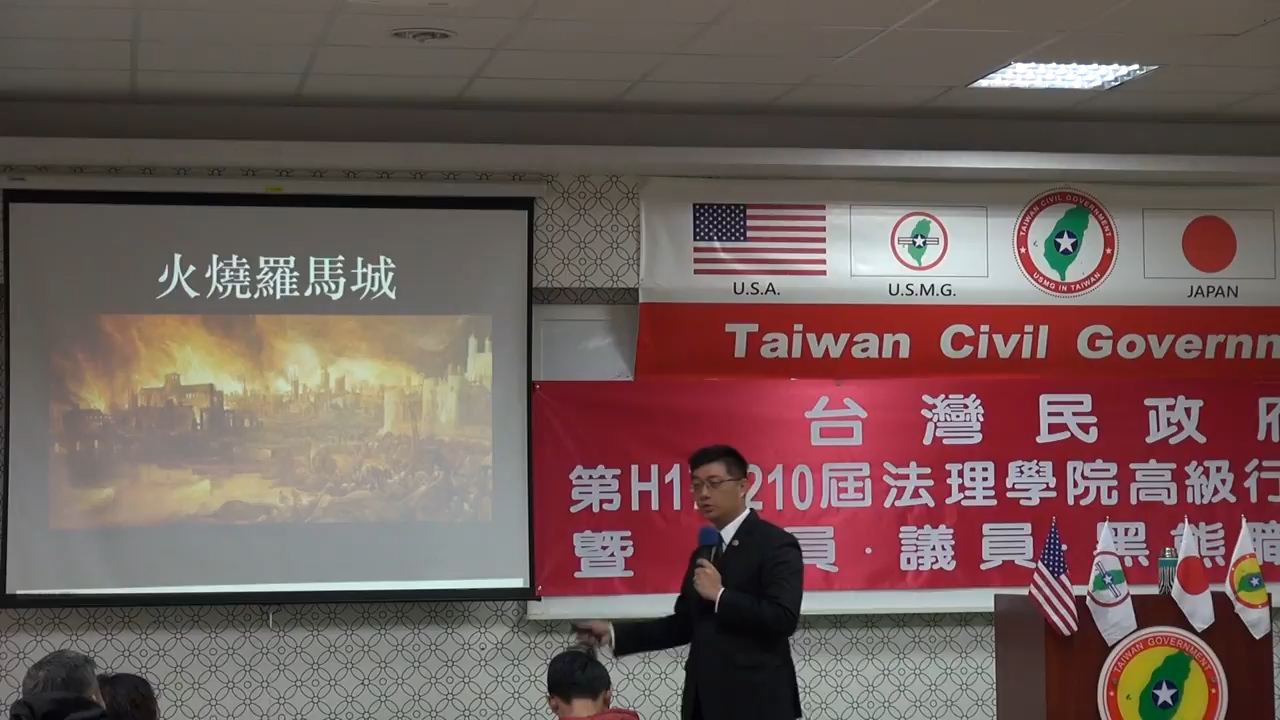 火燒羅馬城
U.S.A.
U.S.M.G.
TAIWAN CIVIL GOVERNMENT
USMG IN TAIWAN
JAPAN
Taiwan Civil Governm
台灣民政府
第H1 210屆法理學院高級行
暨 員·議員·黑熊職
TAIWAN GOVERNMENT